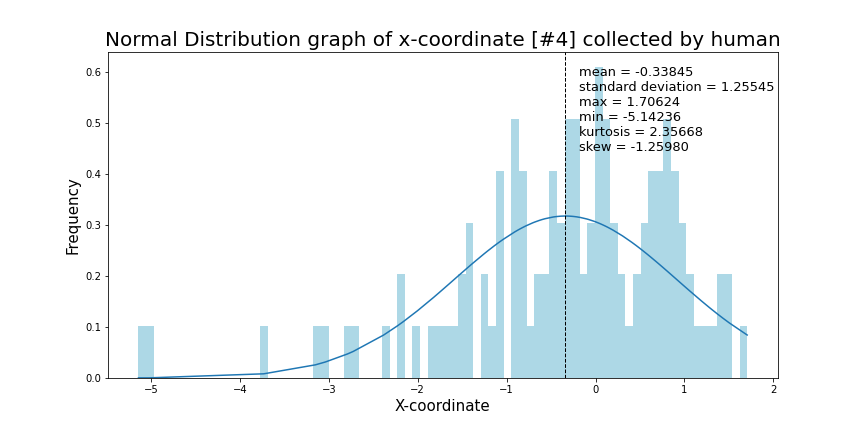 Normal Distribution graph of x-coordinate [#4] collected by human
mean = -0.33845
standard deviation = 1.25545
max = 1.70624
min = -5.14236
kurtosis = 2.35668
skew = -1.25980
Frequency
0.6
0.5
0.4
0.3
0.2
0.1
0.0
−5 −4 −3 −2 −1 0 1 2
X-coordinate